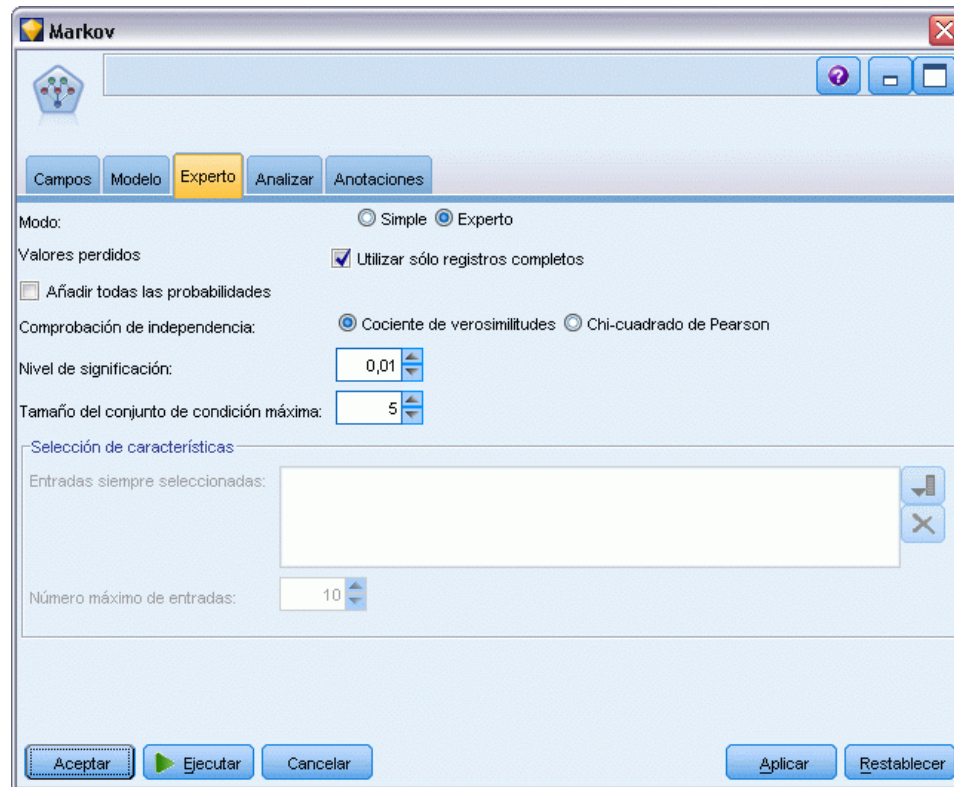 Markov
Campos Modelo Experto Analizar Anotaciones
Modo: Simple Experto
Valores perdidos Utilizar sólo registros completos
Añadir todas las probabilidades
Comprobación de independencia: Cociente de verosimilitudes Chi-cuadrado de Pearson
Nivel de significación: 0,01
Tamaño del conjunto de condición máxima: 5
Selección de características
Entradas siempre seleccionadas:
Número máximo de entradas: 10
Aceptar Ejecutar Cancelar Aplicar Restablecer